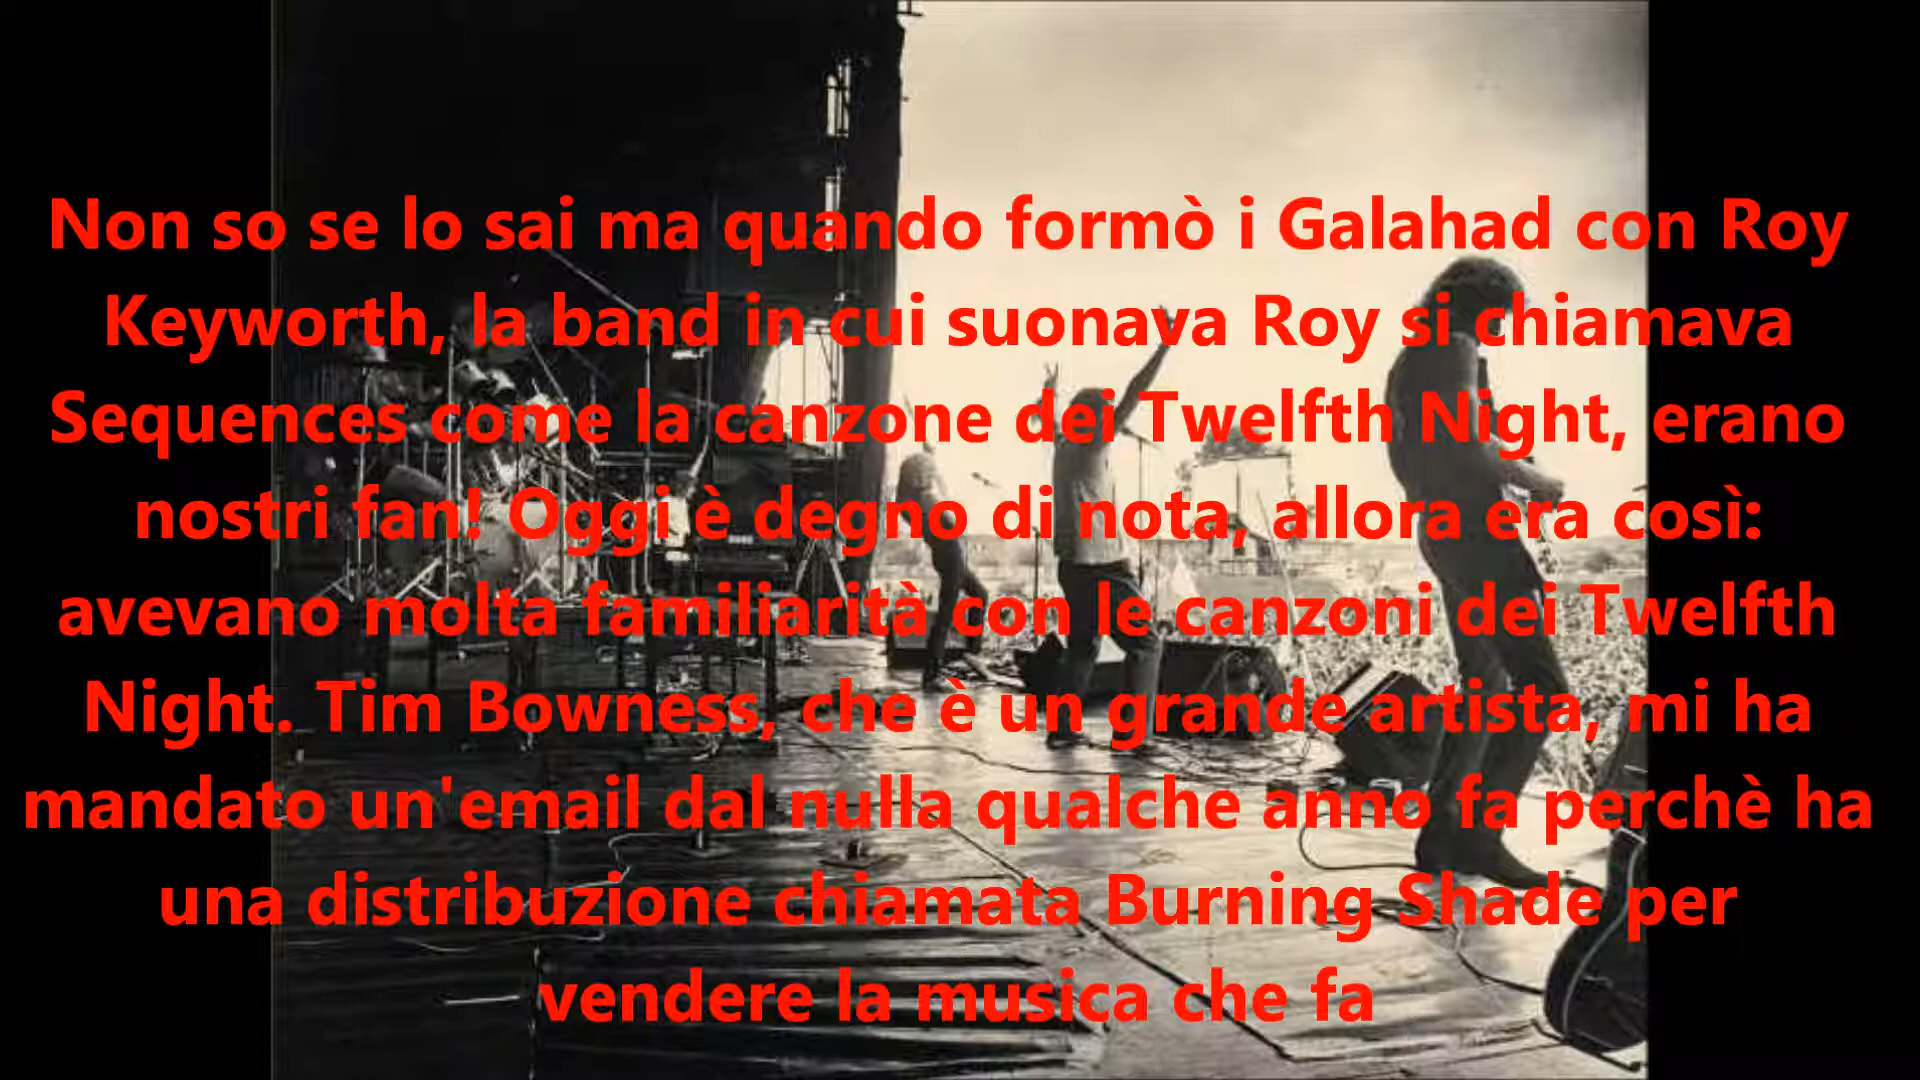 Non so se lo sai ma quando formò i Galahad con Roy
Keyworth, la band in cui suonava Roy si chiamava
Sequences come la canzone dei Twelfth Night, erano
nostri fan! Oggi è degno di nota, allora era così:
avevano molta familiarità con le canzoni dei Twelfth
Night. Tim Bowness, che è un grande artista, mi ha
mandato un'email dal nulla qualche anno fa perchè ha
una distribuzione chiamata Burning Shade per
vendere la musica che fa